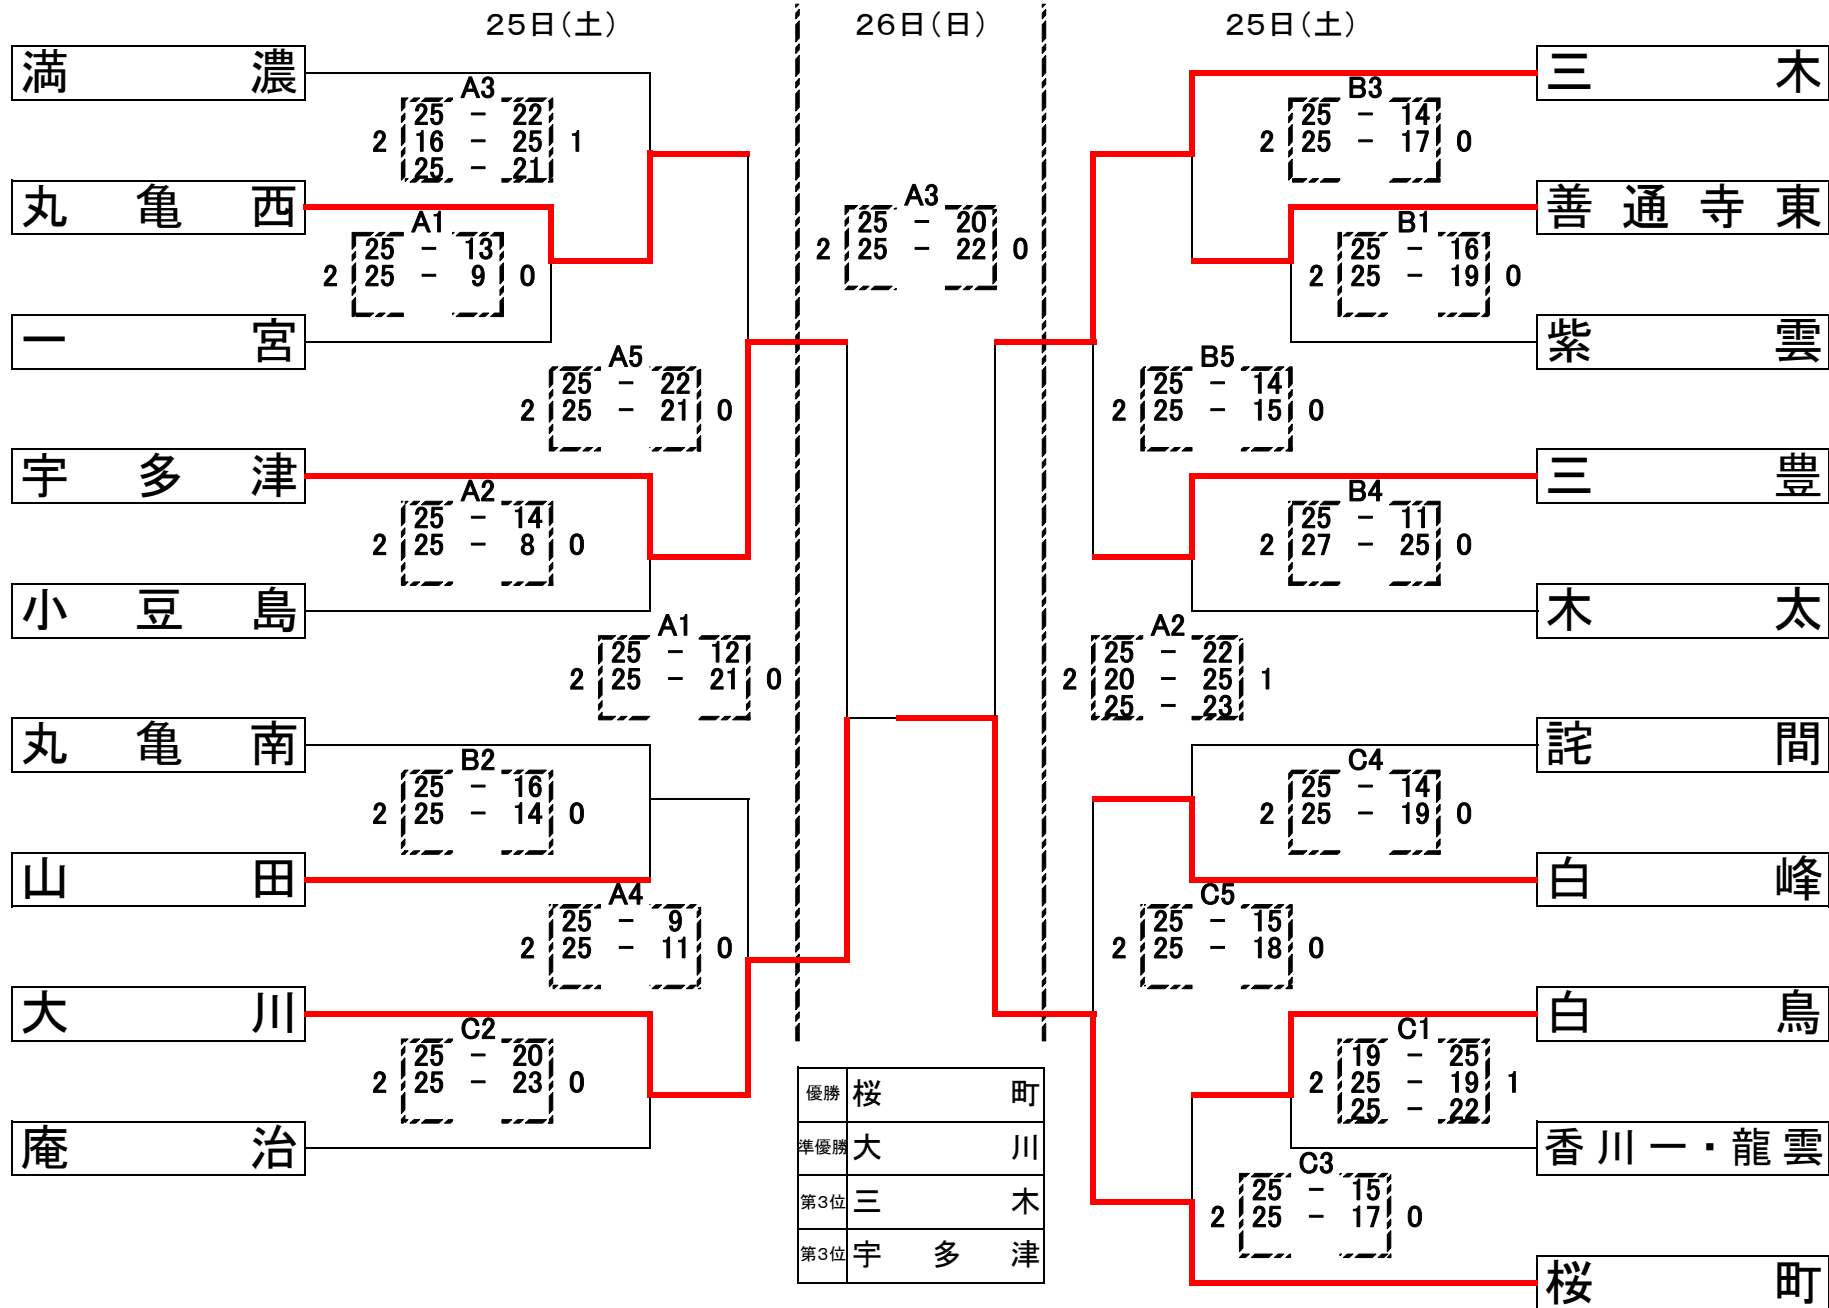 25日(土)
26日(日)
25日(土)
満濃
A3
25 - 22
2 16 - 25 1
25 - 21
丸亀西
A1
25 - 13
2 25 - 9 0
一宮
A5
25 - 22
2 25 - 21 0
宇多津
A2
25 - 14
2 25 - 8 0
小豆島
A1
25 - 12
2 25 - 21 0
丸亀南
B2
25 - 16
2 25 - 14 0
山田
A4
25 - 9
2 25 - 11 0
大川
C2
25 - 20
2 25 - 23 0
庵治
A3
25 - 20
2 25 - 22 0
三木
B3
25 - 14
2 25 - 17 0
善通寺東
B1
25 - 16
2 25 - 19 0
紫雲
B5
25 - 14
2 25 - 15 0
三豊
B4
25 - 11
2 27 - 25 0
木太
A2
25 - 22
2 20 - 25 1
25 - 23
詫間
C4
25 - 14
2 25 - 19 0
白峰
C5
25 - 15
2 25 - 18 0
白鳥
C1
19 - 25
2 25 - 19 1
25 - 22
香川一・龍雲
C3
25 - 15
2 25 - 17 0
桜町
優勝 桜町
準優勝 大川
第3位 三木
第3位 宇多津